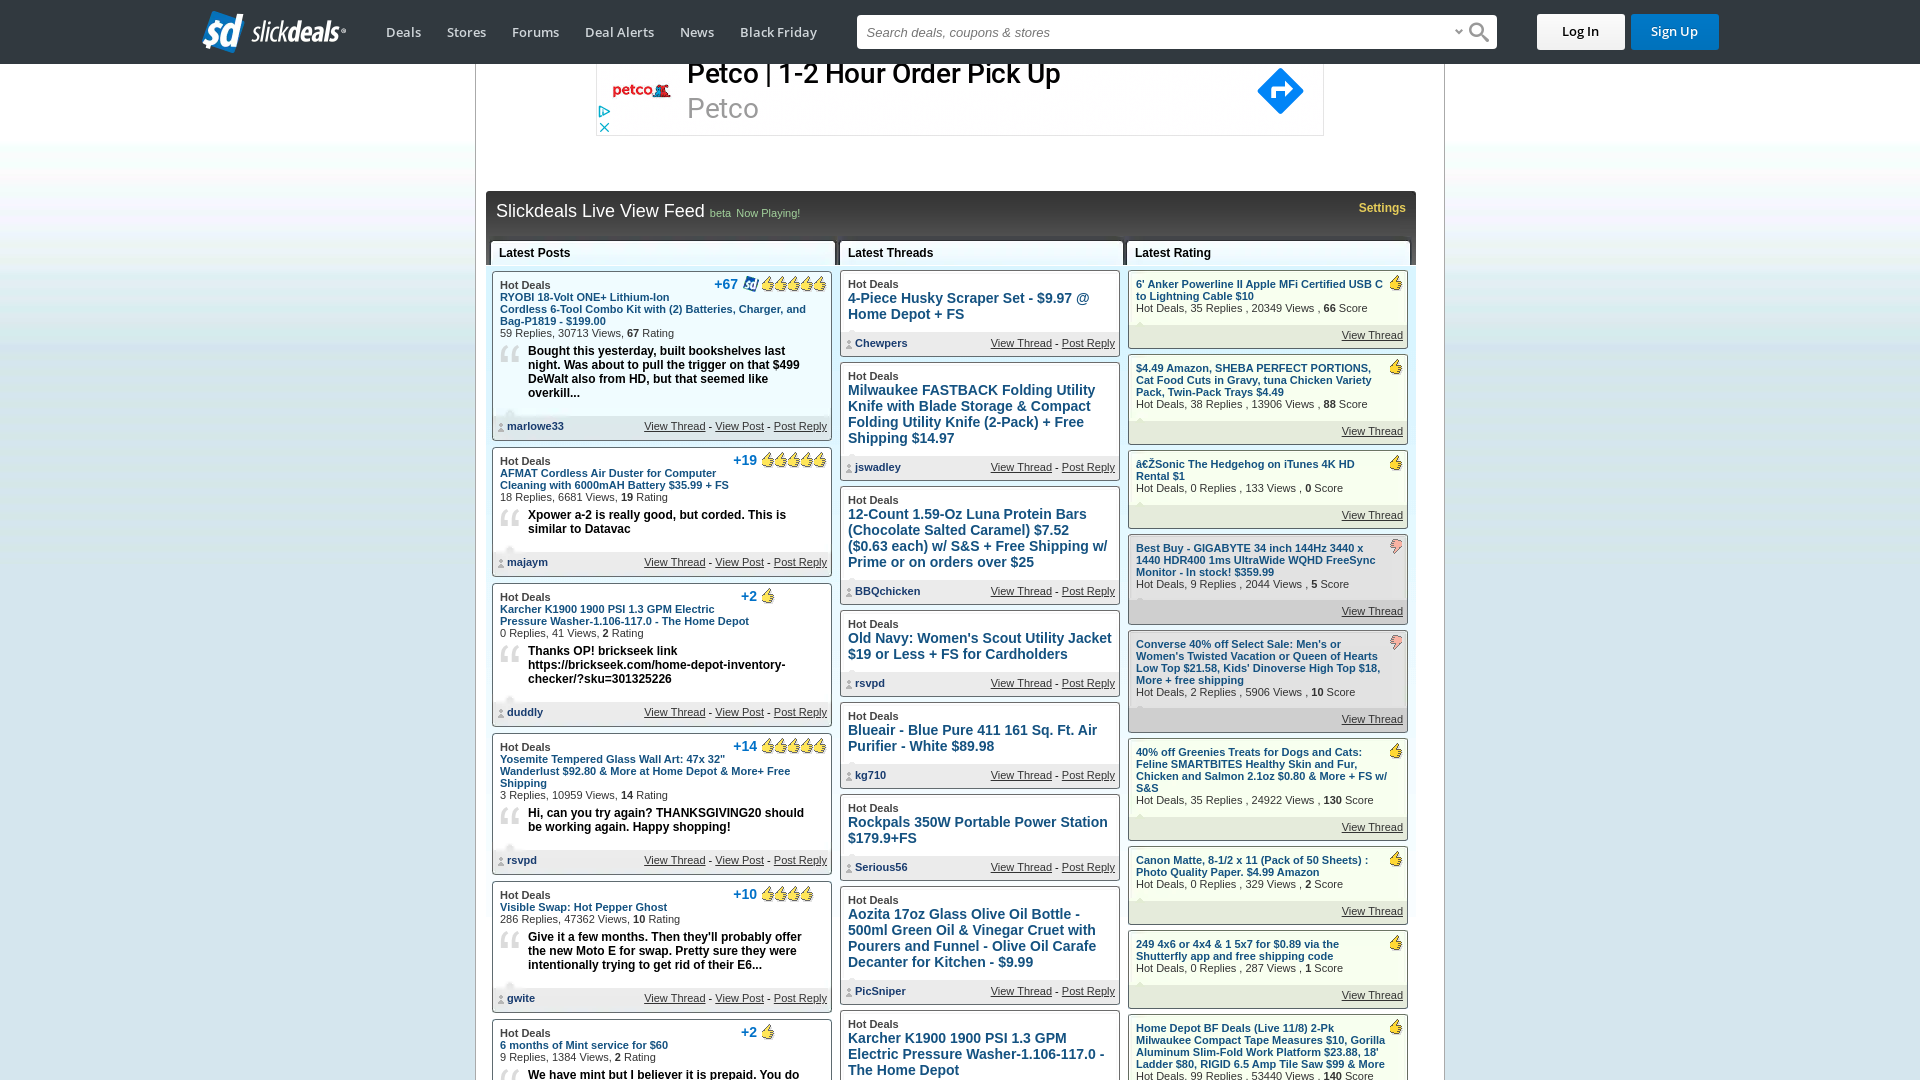 sd slickdeals
Deals
Stores
Forums
Deal Alerts
News
Black Friday
Search deals, coupons & stores
Log In
Sign Up
Petco | 1-2 Hour Order Pick Up
petco
Petco
Slickdeals Live View Feed beta Now Playing!
Settings
Latest Posts
Hot Deals
+67
RYOBI 18-Volt ONE+ Lithium-Ion
Cordless 6-Tool Combo Kit with (2) Batteries, Charger, and
Bag-P1819 - $199.00
59 Replies, 30713 Views, 67 Rating
Bought this yesterday, built bookshelves last
night. Was about to pull the trigger on that $499
DeWalt also from HD, but that seemed like
overkill...
marlowe33
View Thread - View Post - Post Reply
Hot Deals
+19
AFMAT Cordless Air Duster for Computer
Cleaning with 6000mAH Battery $35.99 + FS
18 Replies, 6681 Views, 19 Rating
Xpower a-2 is really good, but corded. This is
similar to Datavac
majaym
View Thread - View Post - Post Reply
Hot Deals
+2
Karcher K1900 1900 PSI 1.3 GPM Electric
Pressure Washer-1.106-117.0 - The Home Depot
0 Replies, 41 Views, 2 Rating
Thanks OP! brickseek link
https://brickseek.com/home-depot-inventory-
checker/?sku=301325226
duddly
View Thread - View Post - Post Reply
Hot Deals
+14
Yosemite Tempered Glass Wall Art: 47x 32"
Wanderlust $92.80 & More at Home Depot & More+ Free
Shipping
3 Replies, 10959 Views, 14 Rating
Hi, can you try again? THANKSGIVING20 should
be working again. Happy shopping!
rsvpd
View Thread - View Post - Post Reply
Hot Deals
+10
Visible Swap: Hot Pepper Ghost
286 Replies, 47362 Views, 10 Rating
Give it a few months. Then they'll probably offer
the new Moto E for swap. Pretty sure they were
intentionally trying to get rid of their E6...
gwite
View Thread - View Post - Post Reply
Hot Deals
+2
6 months of Mint service for $60
9 Replies, 1384 Views, 2 Rating
We have mint but I believer it is prepaid. You do
Latest Threads
Hot Deals
4-Piece Husky Scraper Set - $9.97 @
Home Depot + FS
Chewpers
View Thread - Post Reply
Hot Deals
Milwaukee FASTBACK Folding Utility
Knife with Blade Storage & Compact
Folding Utility Knife (2-Pack) + Free
Shipping $14.97
jswadley
View Thread - Post Reply
Hot Deals
12-Count 1.59-Oz Luna Protein Bars
(Chocolate Salted Caramel) $7.52
($0.63 each) w/ S&S + Free Shipping w/
Prime or on orders over $25
BBQchicken
View Thread - Post Reply
Hot Deals
Old Navy: Women's Scout Utility Jacket
$19 or Less + FS for Cardholders
rsvpd
View Thread - Post Reply
Hot Deals
Blueair - Blue Pure 411 161 Sq. Ft. Air
Purifier - White $89.98
kg710
View Thread - Post Reply
Hot Deals
Rockpals 350W Portable Power Station
$179.9+FS
Serious56
View Thread - Post Reply
Hot Deals
Aozita 17oz Glass Olive Oil Bottle -
500ml Green Oil & Vinegar Cruet with
Pourers and Funnel - Olive Oil Carafe
Decanter for Kitchen - $9.99
PicSniper
View Thread - Post Reply
Hot Deals
Karcher K1900 1900 PSI 1.3 GPM
Electric Pressure Washer-1.106-117.0 -
The Home Depot
Latest Rating
6' Anker Powerline II Apple MFi Certified USB C
to Lightning Cable $10
Hot Deals, 35 Replies , 20349 Views , 66 Score
View Thread
$4.49 Amazon, SHEBA PERFECT PORTIONS,
Cat Food Cuts in Gravy, tuna Chicken Variety
Pack, Twin-Pack Trays $4.49
Hot Deals, 38 Replies , 13906 Views , 88 Score
View Thread
â€ŽSonic The Hedgehog on iTunes 4K HD
Rental $1
Hot Deals, 0 Replies , 133 Views , 0 Score
View Thread
Best Buy - GIGABYTE 34 inch 144Hz 3440 x
1440 HDR400 1ms UltraWide WQHD FreeSync
Monitor - In stock! $359.99
Hot Deals, 9 Replies , 2044 Views , 5 Score
View Thread
Converse 40% off Select Sale: Men's or
Women's Twisted Vacation or Queen of Hearts
Low Top $21.58, Kids' Dinoverse High Top $18,
More + free shipping
Hot Deals, 2 Replies , 5906 Views , 10 Score
View Thread
40% off Greenies Treats for Dogs and Cats:
Feline SMARTBITES Healthy Skin and Fur,
Chicken and Salmon 2.1oz $0.80 & More + FS w/
S&S
Hot Deals, 35 Replies , 24922 Views , 130 Score
View Thread
Canon Matte, 8-1/2 x 11 (Pack of 50 Sheets) :
Photo Quality Paper. $4.99 Amazon
Hot Deals, 0 Replies , 329 Views , 2 Score
View Thread
249 4x6 or 4x4 & 1 5x7 for $0.89 via the
Shutterfly app and free shipping code
Hot Deals, 0 Replies , 287 Views , 1 Score
View Thread
Home Depot BF Deals (Live 11/8) 2-Pk
Milwaukee Compact Tape Measures $10, Gorilla
Aluminum Slim-Fold Work Platform $23.88, 18'
Ladder $80, RIGID 6.5 Amp Tile Saw $99 & More
Hot Deals, 99 Replies , 53440 Views , 140 Score